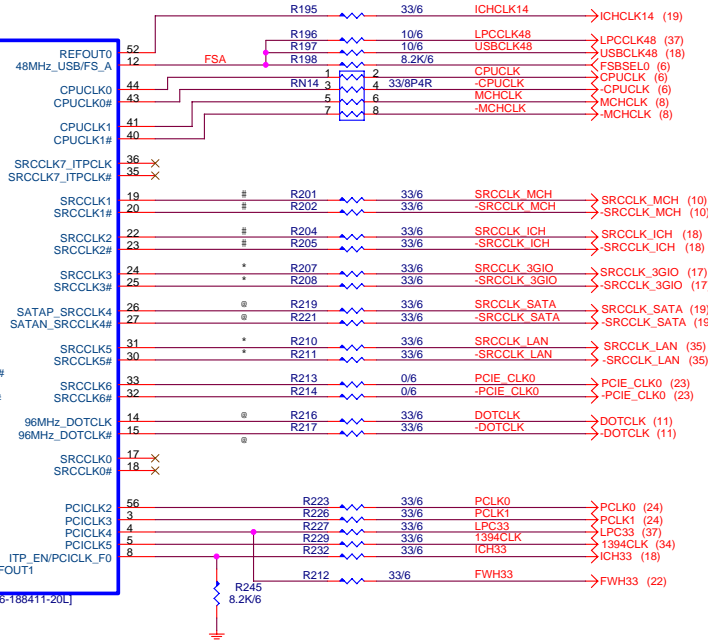 R195 33/6 ICHCLK14 ICHCLK14 (19)
R196 10/6 LPCCLK48 LPCCLK48 (37)
REFOUT0 52 R197 10/6 USBCLK48 USBCLK48 (18)
48MHz_USB/FS_A 12 FSA R198 8.2K/6 FSBSEL0 (6)
1 2 CPUCLK CPUCLK (6)
CPUCLK0 44 RN14 3 4 33/8P4R -CPUCLK -CPUCLK (6)
CPUCLK0# 43 5 6 MCHCLK MCHCLK (8)
7 8 -MCHCLK -MCHCLK (8)
CPUCLK1 41
CPUCLK1# 40
SRCCLK7_ITPCLK 36
SRCCLK7_ITPCLK# 35
SRCCLK1 19 # R201 33/6 SRCCLK_MCH SRCCLK_MCH (10)
SRCCLK1# 20 # R202 33/6 -SRCCLK_MCH -SRCCLK_MCH (10)
SRCCLK2 22 # R204 33/6 SRCCLK_ICH SRCCLK_ICH (18)
SRCCLK2# 23 # R205 33/6 -SRCCLK_ICH -SRCCLK_ICH (18)
SRCCLK3 24 * R207 33/6 SRCCLK_3GIO SRCCLK_3GIO (17)
SRCCLK3# 25 * R208 33/6 -SRCCLK_3GIO -SRCCLK_3GIO (17
SATAP_SRCCLK4 26 @ R219 33/6 SRCCLK_SATA SRCCLK_SATA (19)
SATAN_SRCCLK4# 27 @ R221 33/6 -SRCCLK_SATA -SRCCLK_SATA (19
SRCCLK5 31 * R210 33/6 SRCCLK_LAN SRCCLK_LAN (35)
SRCCLK5# 30 * R211 33/6 -SRCCLK_LAN -SRCCLK_LAN (35)
#
SRCCLK6 33 R213 0/6 PCIE_CLK0 PCIE_CLK0 (23)
SRCCLK6# 32 R214 0/6 -PCIE_CLK0 -PCIE_CLK0 (23)
96MHz_DOTCLK 14 @ R216 33/6 DOTCLK DOTCLK (11)
96MHz_DOTCLK# 15 R217 33/6 -DOTCLK -DOTCLK (11)
@
SRCCLK0 17
SRCCLK0# 18
PCICLK2 56 R223 33/6 PCLK0 PCLK0 (24)
PCICLK3 3 R226 33/6 PCLK1 PCLK1 (24)
PCICLK4 4 R227 33/6 LPC33 LPC33 (37)
PCICLK5 5 R229 33/6 1394CLK 1394CLK (34)
ITP_EN/PCICLK_F0 8 R232 33/6 ICH33 ICH33 (18)
FOUT1
R212 33/6 FWH33 FWH33 (22)
R245
8.2K/6
6-188411-20L]